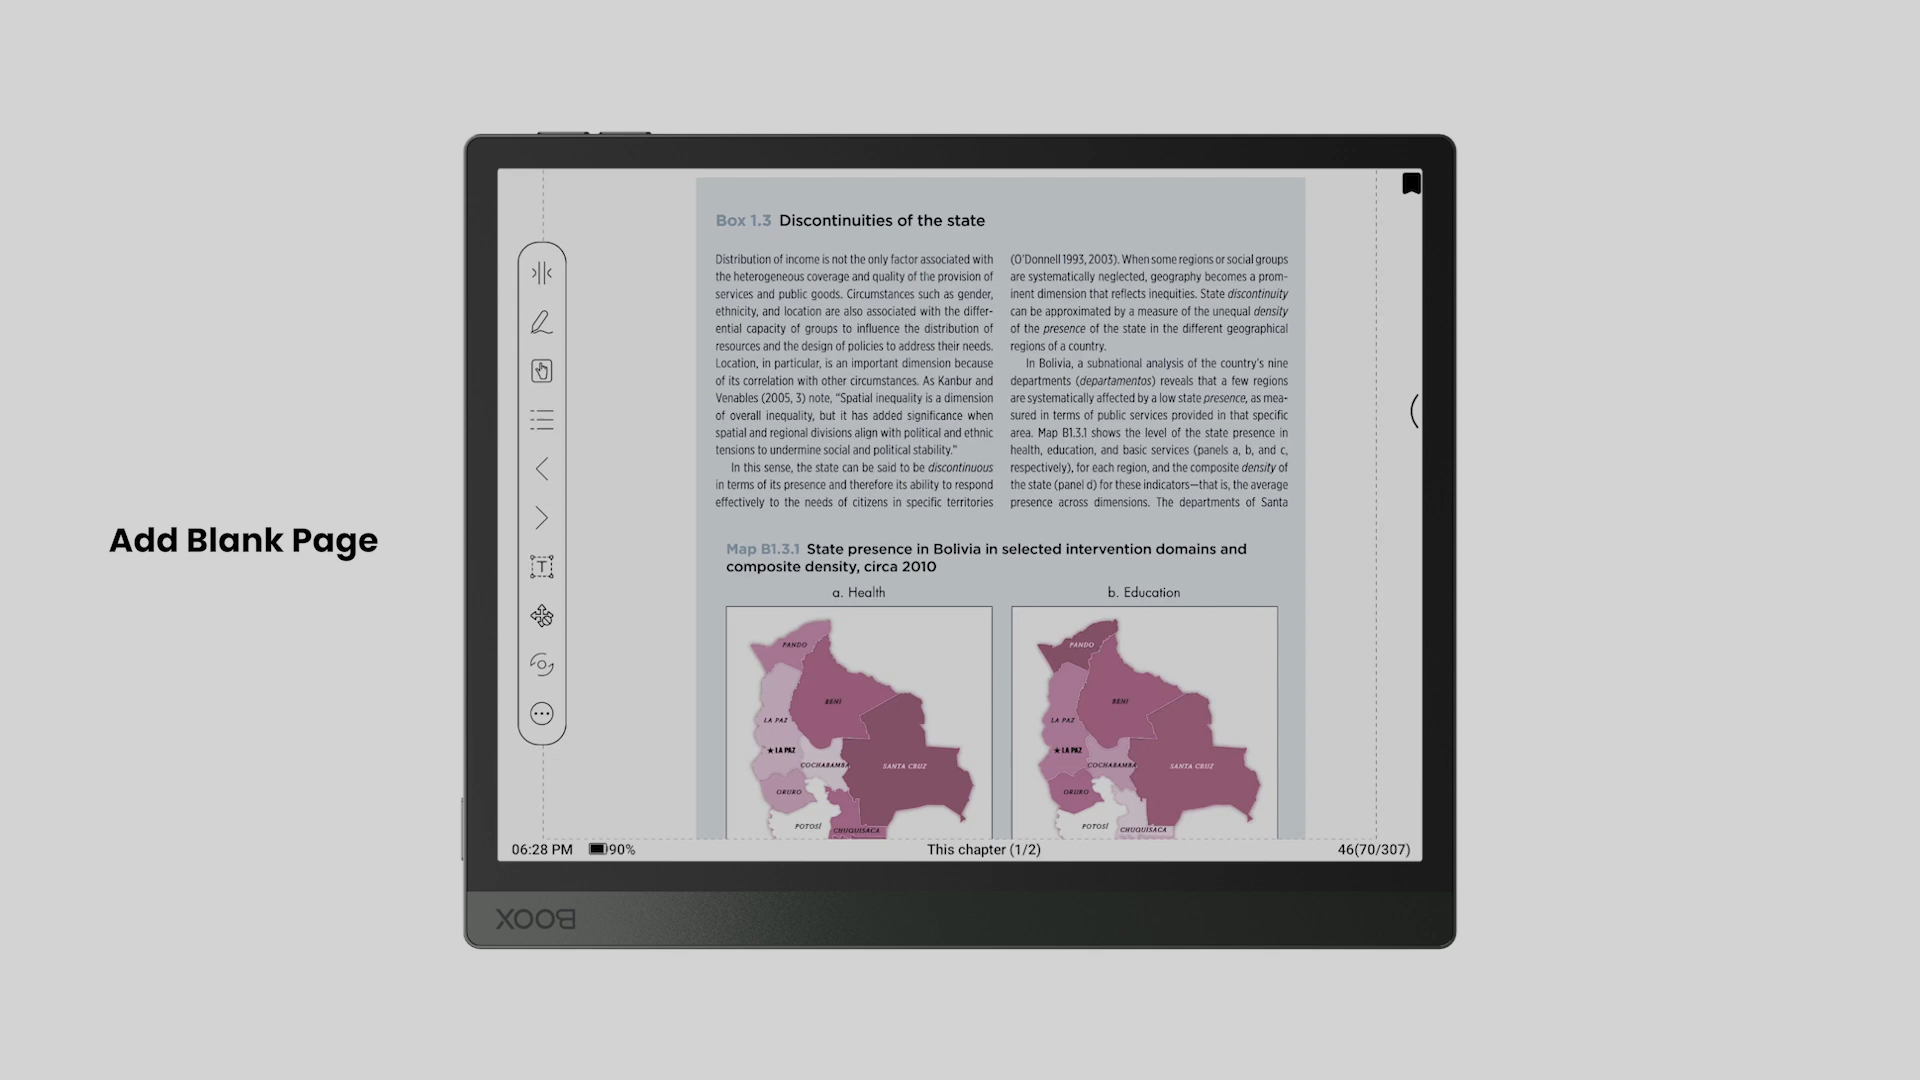 Add Blank Page
Box 1.3 Discontinuities of the state
Distribution of income is not the only factor associated with
the heterogeneous coverage and quality of the provision of
services and public goods. Circumstances such as gender,
ethnicity, and location are also associated with the differ-
ential capacity of groups to influence the distribution of
resources and the design of policies to address their needs.
Location, in particular, is an important dimension because
of its correlation with other circumstances. As Kanbur and
Venables (2005, 3) note, “Spatial inequality is a dimension
of overall inequality, but it has added significance when
spatial and regional divisions align with political and ethnic
tensions to undermine social and political stability.”
In this sense, the state can be said to be discontinuous
in terms of its presence and therefore its ability to respond
effectively to the needs of citizens in specific territories
(O’Donnell 1993, 2003). When some regions or social groups
are systematically neglected, geography becomes a prom-
inent dimension that reflects inequities. State discontinuity
can be approximated by a measure of the unequal density
of the presence of the state in the different geographical
regions of a country.
In Bolivia, a subnational analysis of the country’s nine
departments (departamentos) reveals that a few regions
are systematically affected by a low state presence, as mea-
sured in terms of public services provided in that specific
area. Map B1.3.1 shows the level of the state presence in
health, education, and basic services (panels a, b, and c,
respectively), for each region, and the composite density of
the state (panel d) for these indicators—that is, the average
presence across dimensions. The departments of Santa
Map B1.3.1 State presence in Bolivia in selected intervention domains and
composite density, circa 2010
a. Health
PANDO
BENI
LA PAZ
★ LA PAZ
COCHABAMBA
SANTA CRUZ
ORURO
POTOSÍ
CHUQUISACA
b. Education
PANDO
BENI
LA PAZ
★ LA PAZ
COCHABAMBA
SANTA CRUZ
ORURO
POTOSÍ
CHUQUISACA
T
06:28 PM 90% This chapter (1/2) 46(70/307)
BOOX